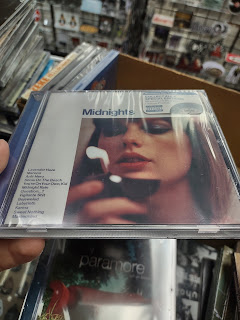 Midnights
Lavender Haze
Maroon
Anti-Hero
Snow On The Beach
You're On Your Own, Kid
Midnight Rain
Question...?
Vigilante Shit
Bejeweled
Labyrinth
Karma
Sweet Nothing
Mastermind
paramore